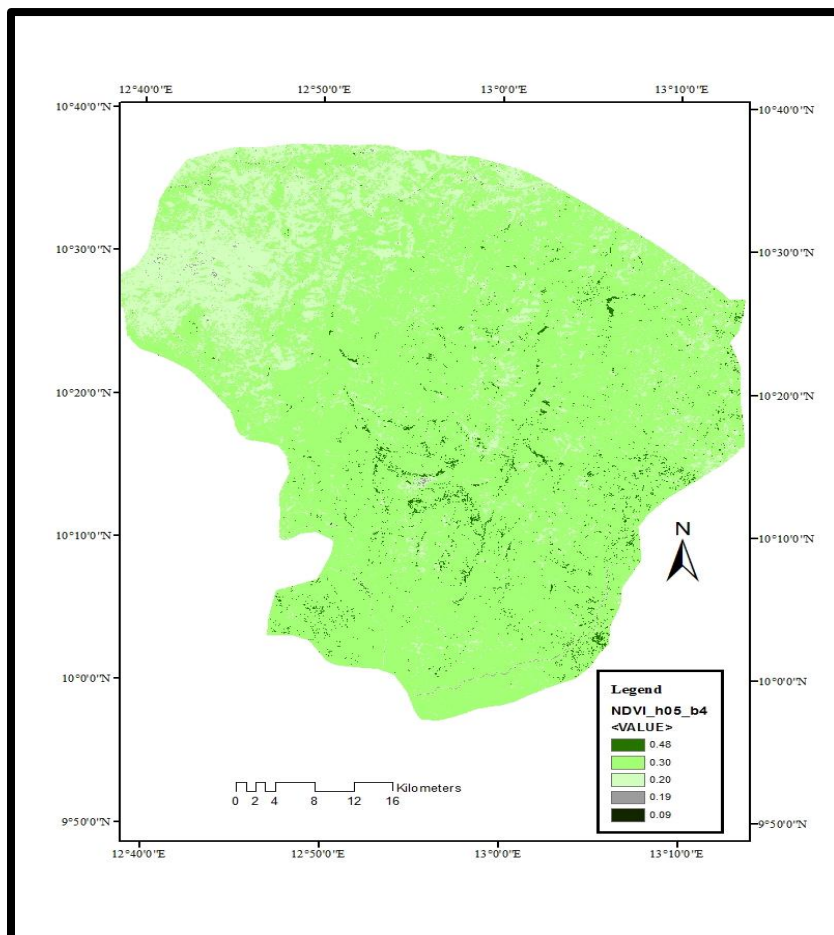 12°40'0"E 12°50'0"E 13°0'0"E 13°10'0"E
10°40'0"N 10°40'0"N
10°30'0"N 10°30'0"N
10°20'0"N 10°20'0"N
10°10'0"N 10°10'0"N
N
10°0'0"N 10°0'0"N
Legend
NDVI_h05_b4
<VALUE>
0.48
0.30
0.20
0.19
0.09
Kilometers
0 2 4 8 12 16
9°50'0"N 9°50'0"N
12°40'0"E 12°50'0"E 13°0'0"E 13°10'0"E